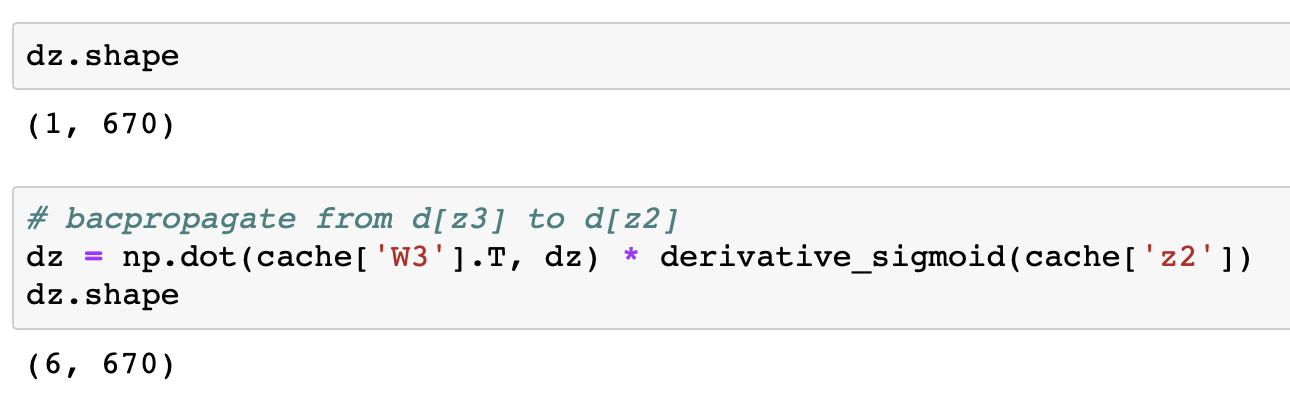 dz.shape
(1, 670)
# bacpropagate from d[z3] to d[z2]
dz = np.dot(cache['W3'].T, dz) * derivative_sigmoid(cache['z2'])
dz.shape
(6, 670)